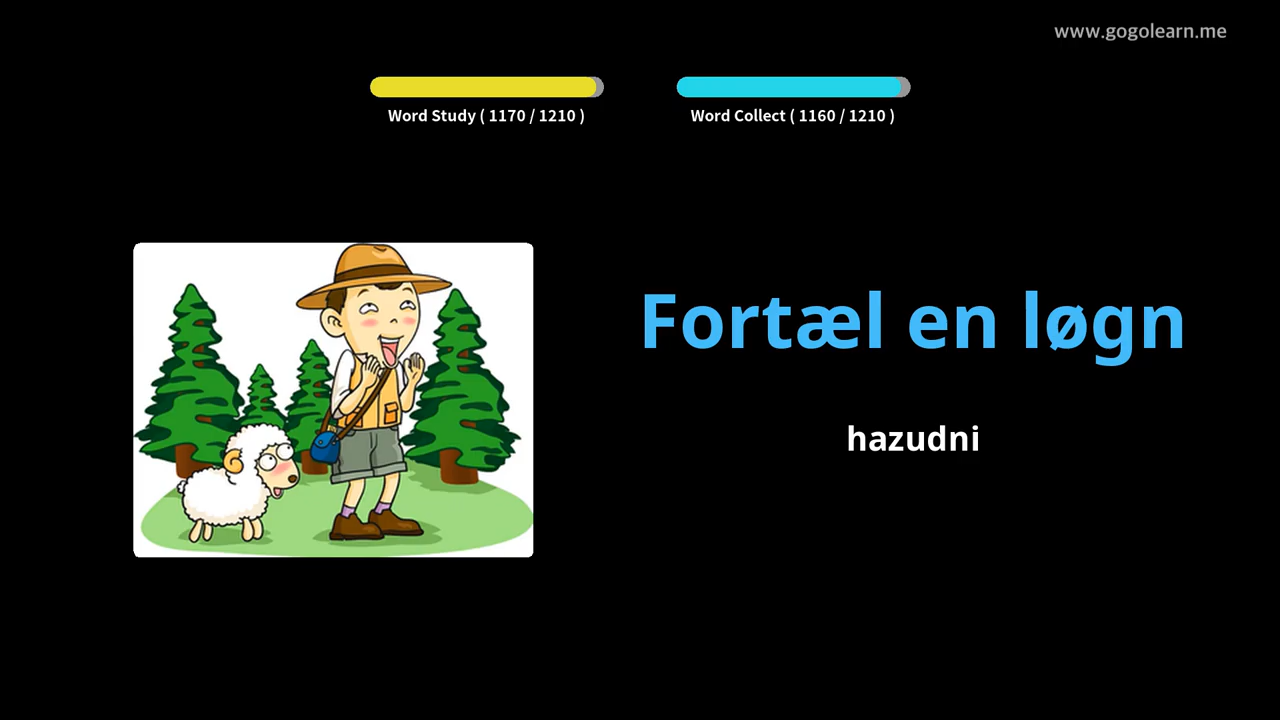 www.gogolearn.me
Word Study ( 1170 / 1210 )
Word Collect ( 1160 / 1210 )
Fortæl en løgn
hazudni